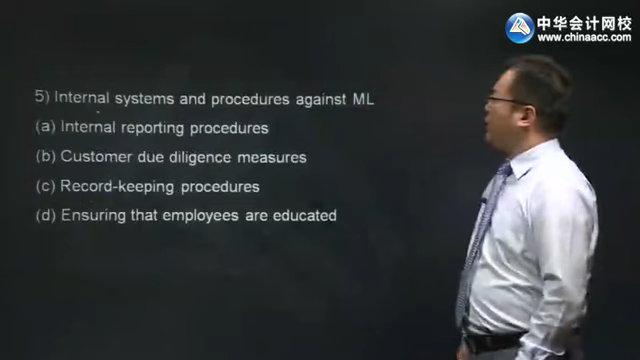 中华会计网校
www.chinaacc.com
5) Internal systems and procedures against ML
(a) Internal reporting procedures
(b) Customer due diligence measures
(c) Record-keeping procedures
(d) Ensuring that employees are educated